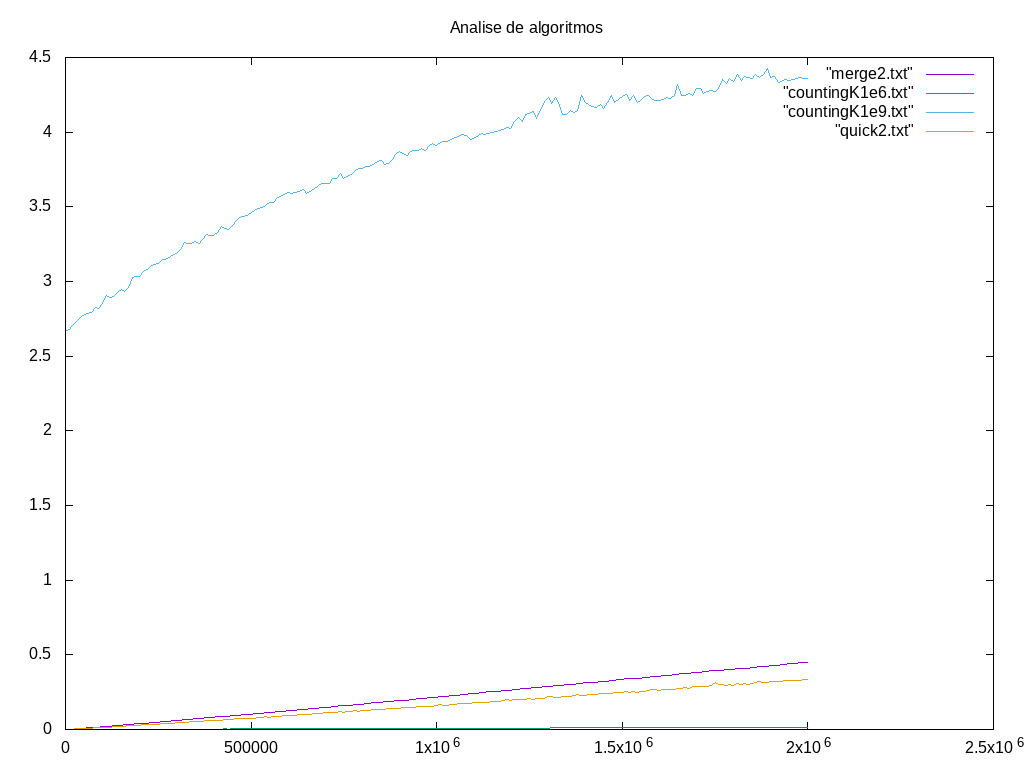 Analise de algoritmos
4.5
4
3.5
3
2.5
2
1.5
1
0.5
0
"merge2.txt"
"countingK1e6.txt"
"countingK1e9.txt"
"quick2.txt"
0 500000 1x10 6 1.5x10 6 2x10 6 2.5x10 6